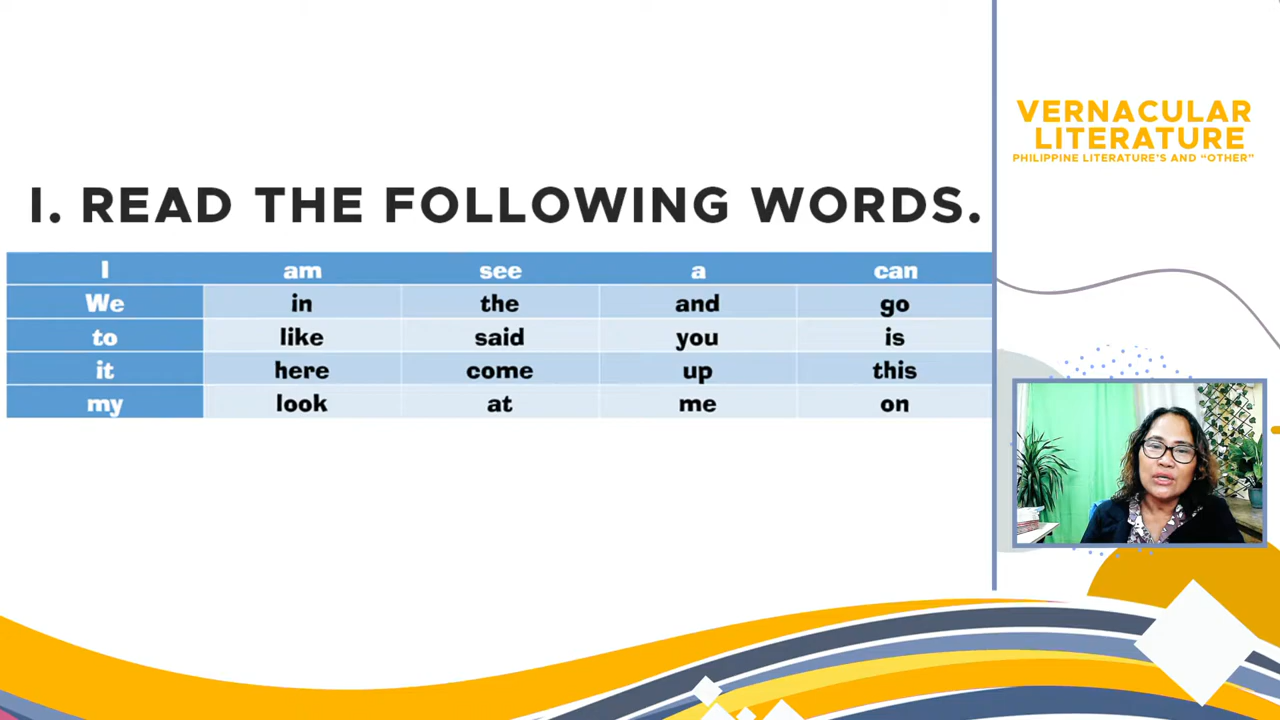 I. READ THE FOLLOWING WORDS.
I am see a can
We in the and go
to like said you is
it here come up this
my look at me on
VERNACULAR
LITERATURE
PHILIPPINE LITERATURE'S AND “OTHER”